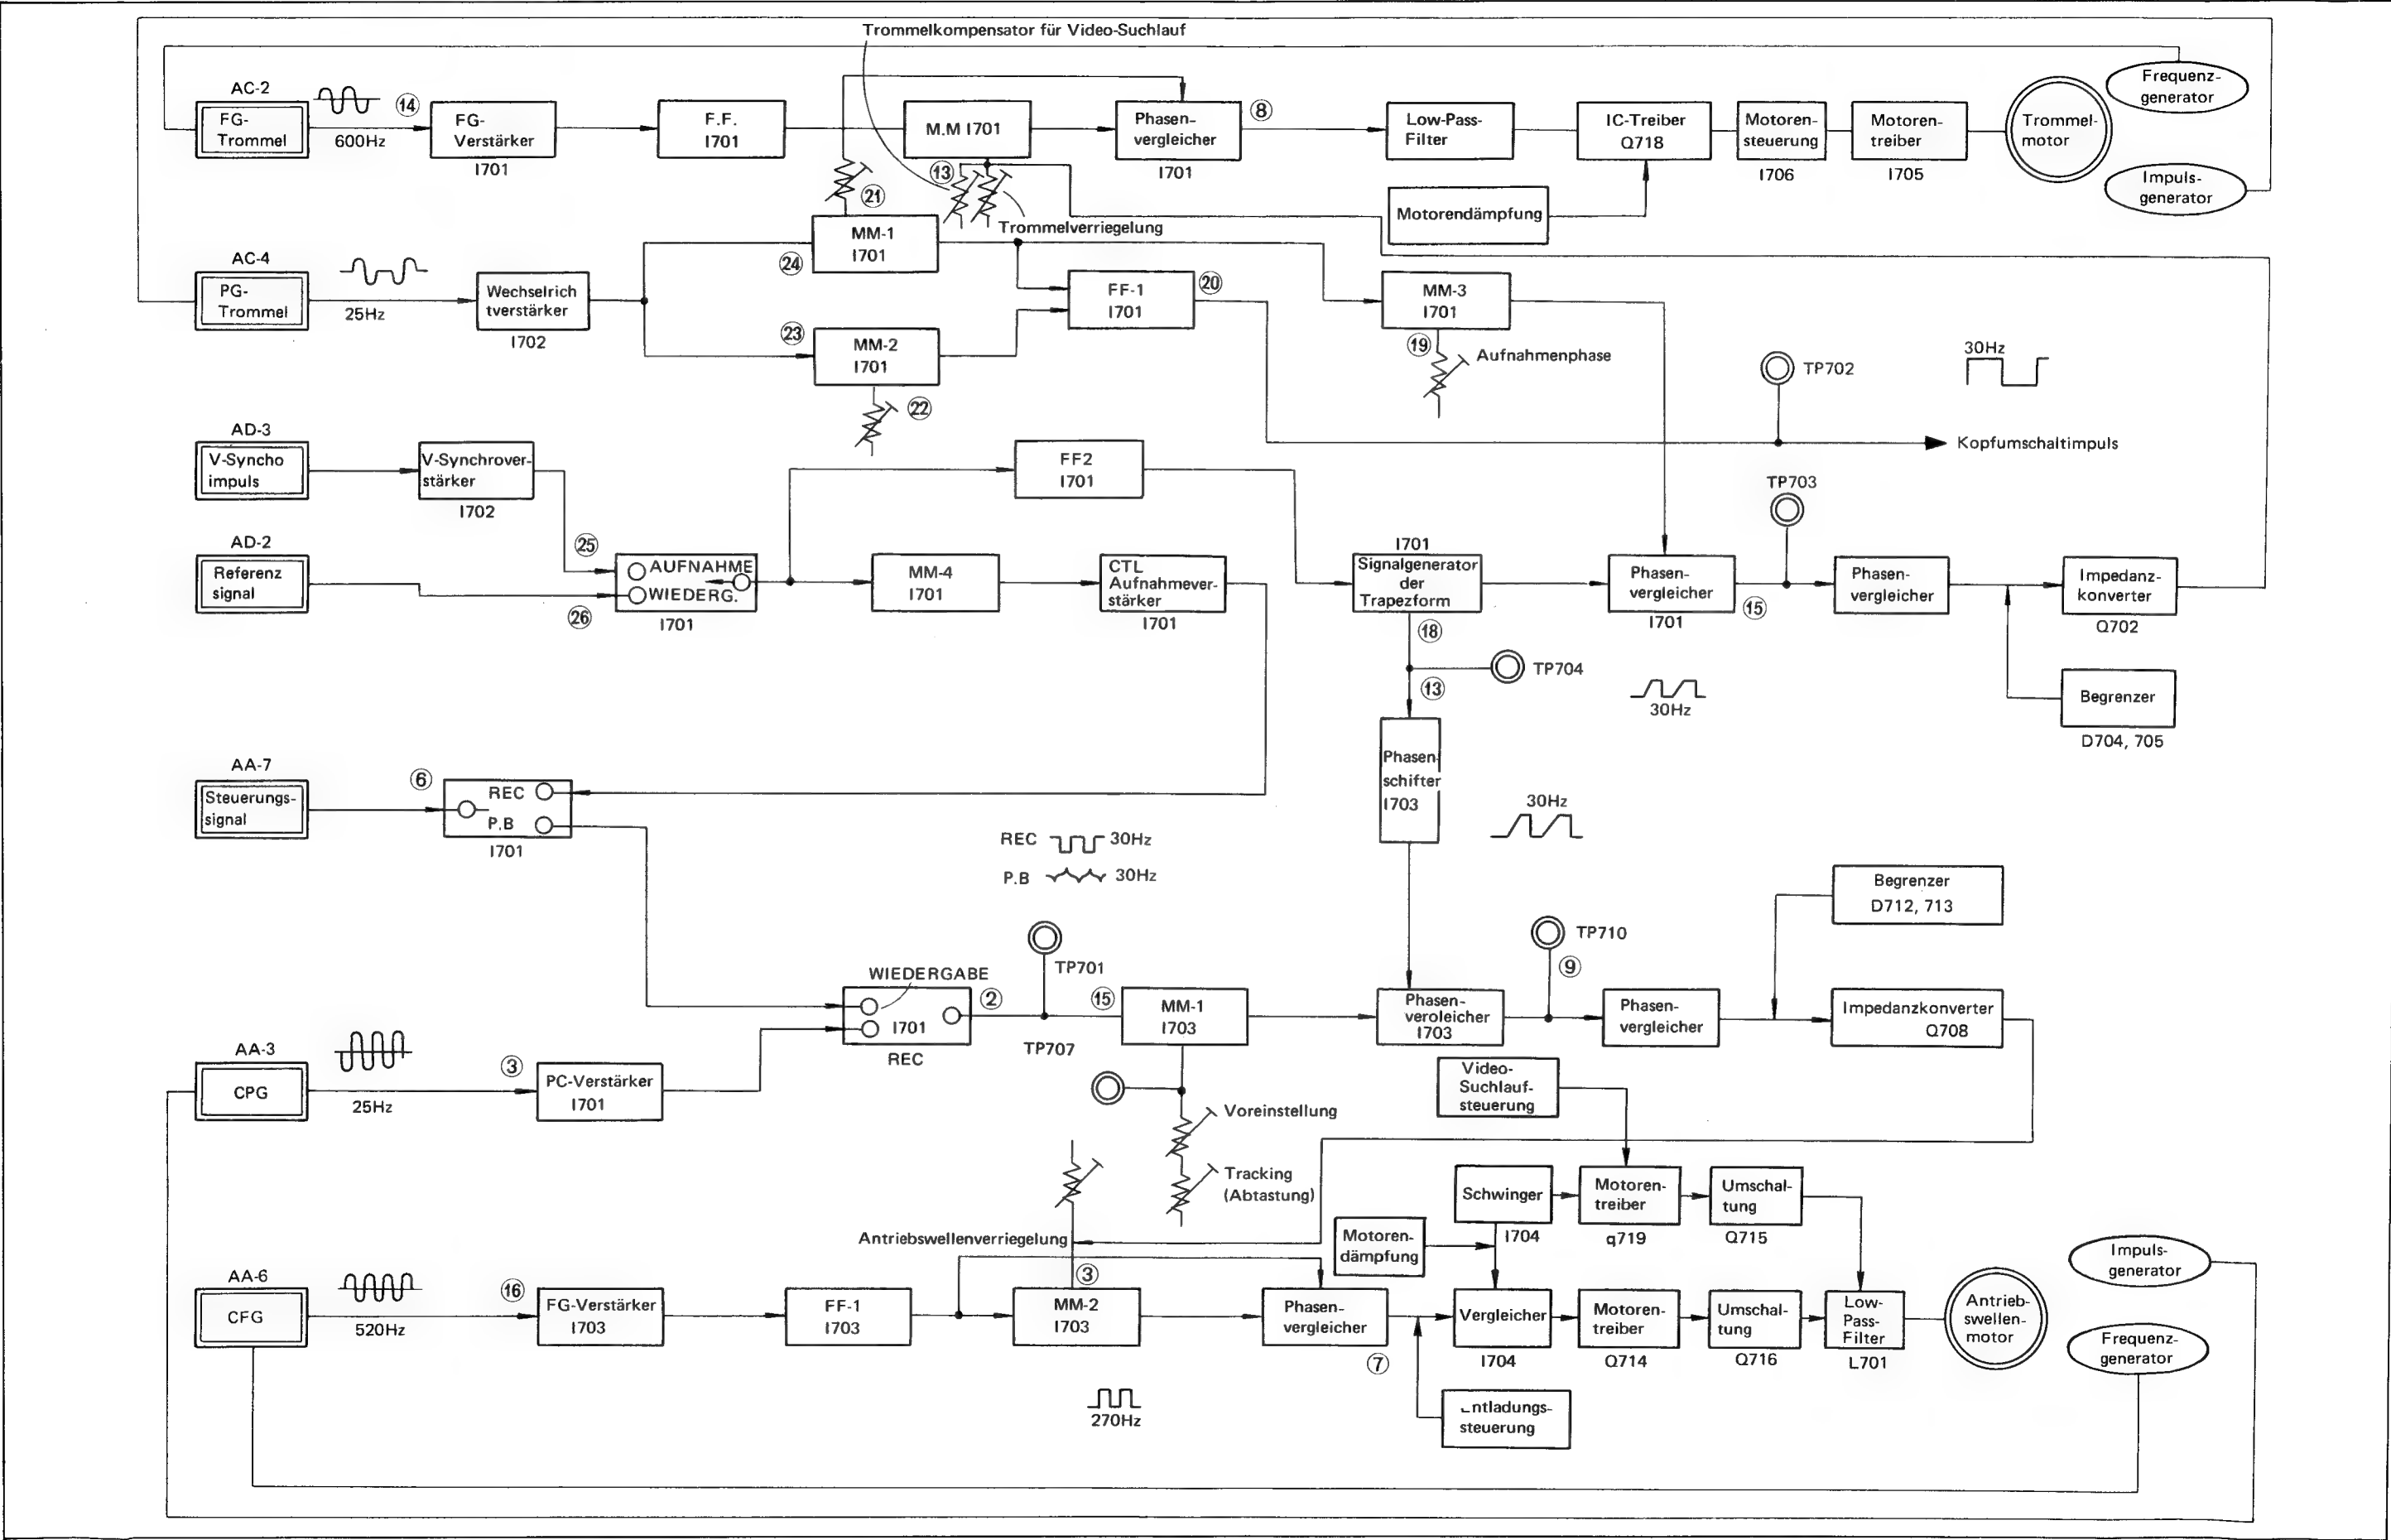 Trommelkompensator für Video-Suchlauf
AC-2
FG-
Trommel
600Hz
⑭
FG-
Verstärker
I701
F.F.
I701
M.M I701
⑬
Phasen-
vergleicher
I701
⑧
Low-Pass-
Filter
IC-Treiber
Q718
Motoren-
steuerung
I706
Motoren-
treiber
I705
Trommel-
motor
Frequenz-
generator
Impuls-
generator
Motorendämpfung
㉑
Trommelverriegelung
AC-4
PG-
Trommel
25Hz
Wechselrich
tverstärker
I702
㉔
MM-1
I701
㉓
MM-2
I701
㉒
FF-1
I701
⑳
MM-3
I701
⑲
Aufnahmenphase
TP702
30Hz
Kopfumschaltimpuls
AD-3
V-Syncho
impuls
V-Synchrover-
stärker
I702
AD-2
Referenz
signal
㉕
㉖
AUFNAHME
WIEDERG.
I701
FF2
I701
MM-4
I701
CTL
Aufnahmever-
stärker
I701
I701
Signalgenerator
der
Trapezform
⑱
TP704
⑬
30Hz
Phasen-
vergleicher
I701
⑮
TP703
Phasen-
vergleicher
Impedanz-
konverter
Q702
Begrenzer
D704, 705
Phasen
schifter
I703
30Hz
AA-7
Steuerungs-
signal
⑥
REC
P.B
I701
REC
30Hz
P.B
30Hz
WIEDERGABE
I701
REC
②
TP701
⑮
MM-1
I703
TP707
Voreinstellung
Tracking
(Abtastung)
Phasen-
veroleicher
I703
TP710
⑨
Phasen-
vergleicher
Begrenzer
D712, 713
Impedanzkonverter
Q708
AA-3
CPG
25Hz
③
PC-Verstärker
I701
Video-
Suchlauf-
steuerung
Schwinger
I704
Motoren-
treiber
q719
Umschal-
tung
Q715
Antriebswellenverriegelung
Motoren-
dämpfung
AA-6
CFG
520Hz
⑯
FG-Verstärker
I703
FF-1
I703
③
MM-2
I703
270Hz
Phasen-
vergleicher
⑦
Vergleicher
I704
Motoren-
treiber
Q714
Umschal-
tung
Q716
Low-
Pass-
Filter
L701
Antrieb-
swellen-
motor
Impuls-
generator
Frequenz-
generator
Entladungs-
steuerung